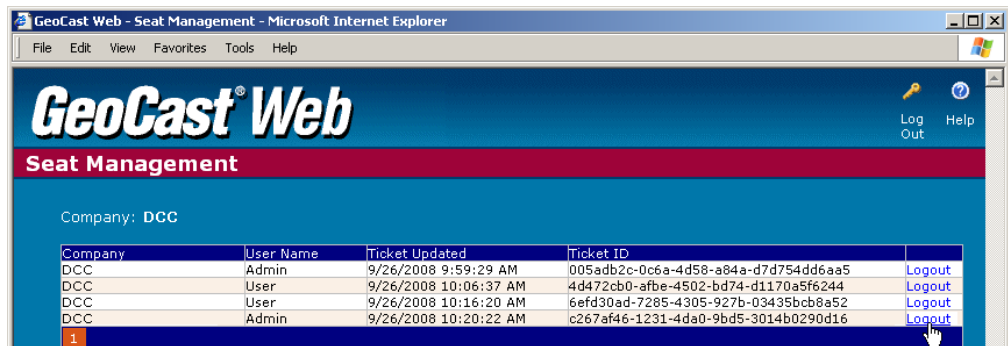 GeoCast Web - Seat Management - Microsoft Internet Explorer
File Edit View Favorites Tools Help
GeoCast® Web
Log Out Help
Seat Management
Company: DCC
Company User Name Ticket Updated Ticket ID
DCC Admin 9/26/2008 9:59:29 AM 005adb2c-0c6a-4d58-a84a-d7d754dd6aa5 Logout
DCC User 9/26/2008 10:06:37 AM 4d472cb0-afbe-4502-bd74-d1170a5f6244 Logout
DCC User 9/26/2008 10:16:20 AM 6efd30ad-7285-4305-927b-03435bcb8a52 Logout
DCC Admin 9/26/2008 10:20:22 AM c267af46-1231-4da0-9bd5-3014b0290d16 Logout
1